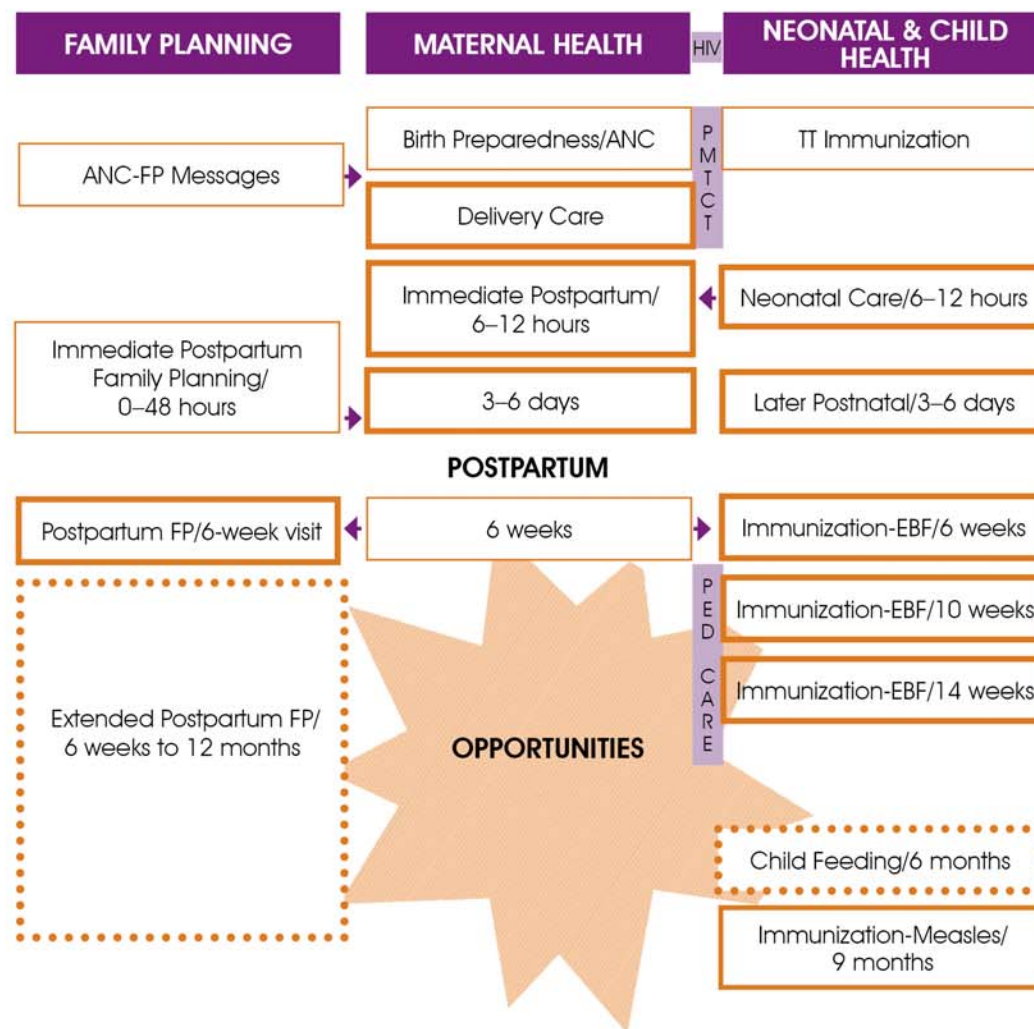 FAMILY PLANNING
MATERNAL HEALTH
HIV
NEONATAL & CHILD
HEALTH
Birth Preparedness/ANC
PMTCT
TT Immunization
ANC-FP Messages
Delivery Care
Immediate Postpartum/
6–12 hours
Neonatal Care/6–12 hours
Immediate Postpartum
Family Planning/
0–48 hours
3–6 days
Later Postnatal/3–6 days
POSTPARTUM
Postpartum FP/6-week visit
6 weeks
Immunization-EBF/6 weeks
PED CARE
Immunization-EBF/10 weeks
Immunization-EBF/14 weeks
Extended Postpartum FP/
6 weeks to 12 months
OPPORTUNITIES
Child Feeding/6 months
Immunization-Measles/
9 months